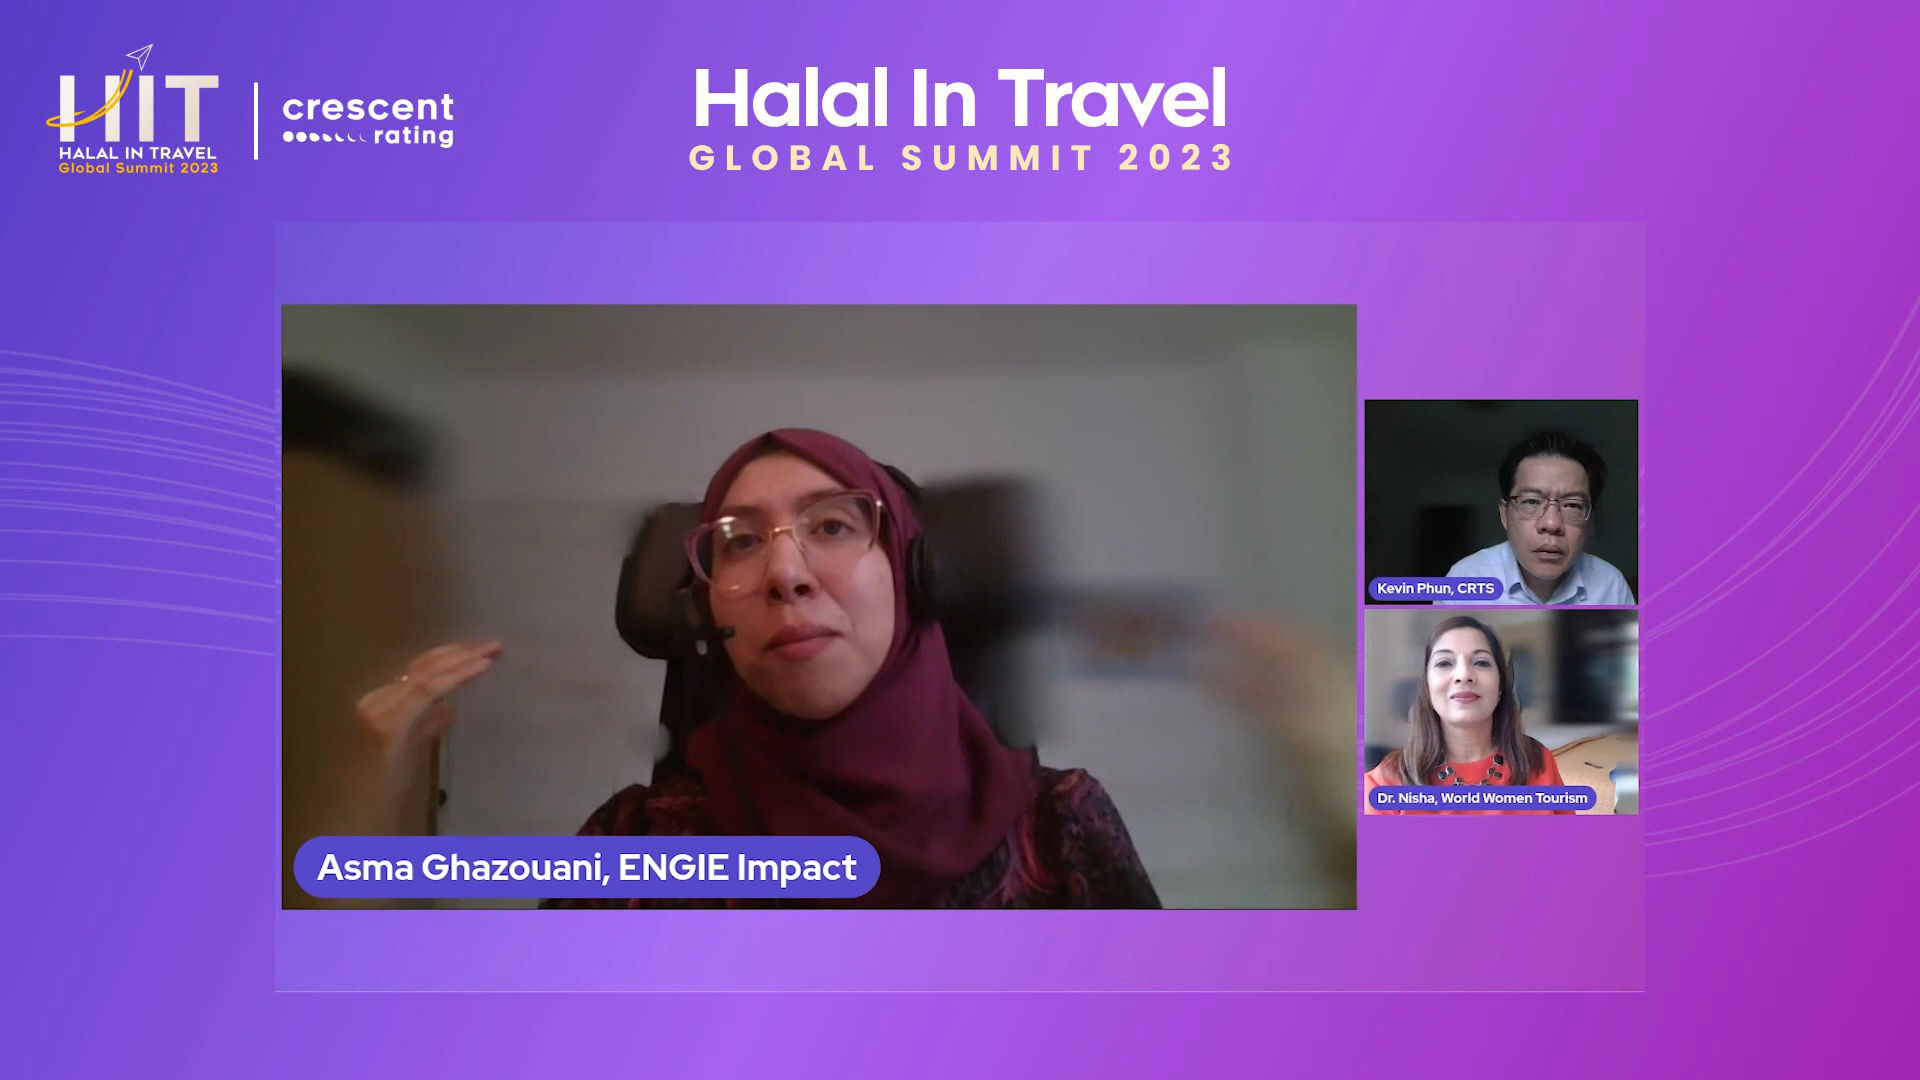 HIT
HALAL IN TRAVEL
Global Summit 2023
crescent
rating
Halal In Travel
GLOBAL SUMMIT 2023
Asma Ghazouani, ENGIE Impact
Kevin Phun, CRTS
Dr. Nisha, World Women Tourism